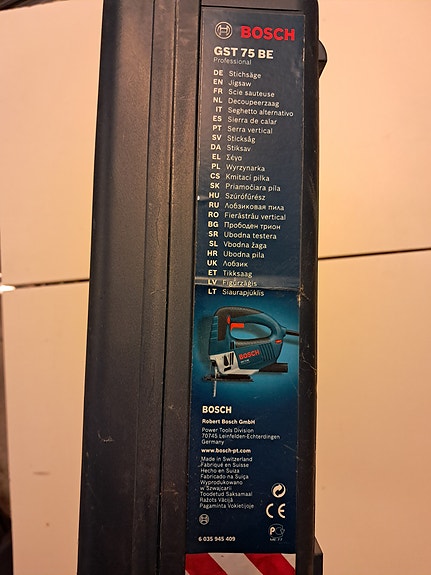 BOSCH
GST 75 BE
Professional
DE Stichsäge
EN Jigsaw
FR Scie sauteuse
NL Decoupeerzaag
IT Seghetto alternativo
ES Sierra de calar
PT Serra vertical
SV Sticksåg
DA Stiksav
EL Σέγα
PL Wyrzynarka
CS Kmitací pilka
SK Priamočiara píla
HU Szúrófűrész
RU Лобзиковая пила
RO Fierăstrău vertical
BG Прободен трион
SR Ubodna testera
SL Vbodna žaga
HR Ubodna pila
UK Лобзик
ET Tikksaag
LV Figūrzāģis
LT Siaurapjūklis
BOSCH
BOSCH
Robert Bosch GmbH
Power Tools Division
70745 Leinfelden-Echterdingen
Germany
www.bosch-pt.com
Made in Switzerland
Fabriqué en Suisse
Hecho en Suiza
Fabricado na Suíça
Wyprodukowano
w Szwajcarii
Toodetud Šaksamaal
Ražots Vācijā
Pagaminta Vokietijoje
CE
6 035 945 409